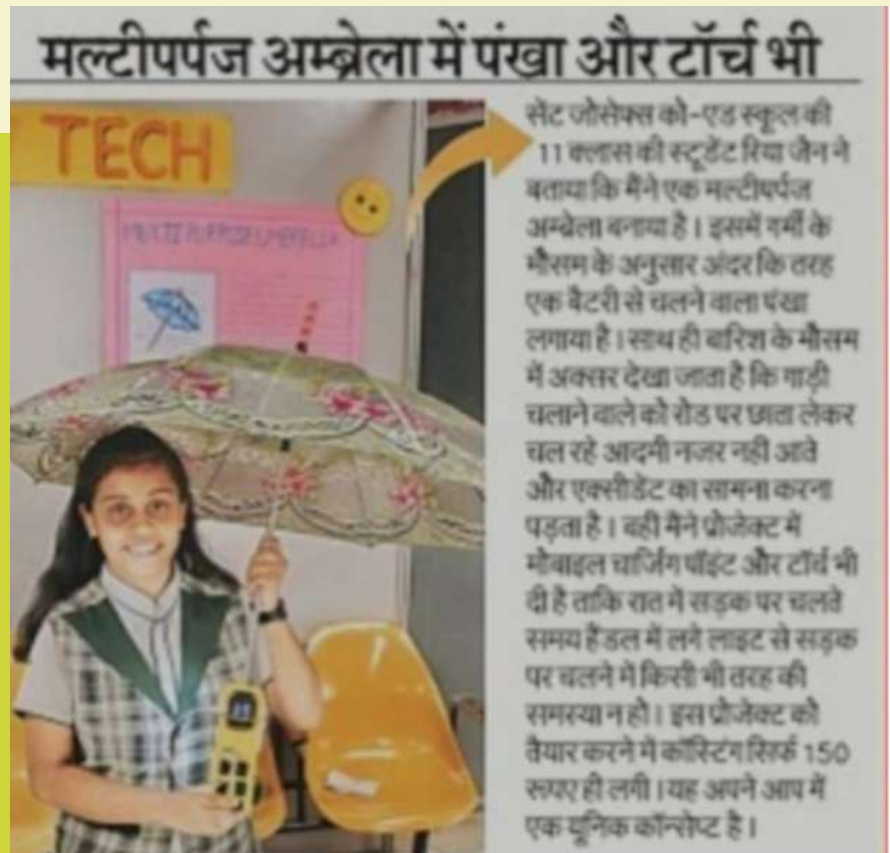 मल्टीपर्पज अम्ब्रेला में पंखा और टॉर्च भी
TECH
MULTI PURPOSE UMBRELLA
सेंट जोसेफ्स को-एड स्कूल की
11 क्लास की स्टूडेंट रिया जैन ने
बताया कि मैंने एक मल्टीपर्पज
अम्ब्रेला बनाया है। इसमें गर्मी के
मौसम के अनुसार अंदर कि तरह
एक बैटरी से चलने वाला पंखा
लगाया है। साथ ही बारिश के मौसम
में अक्सर देखा जाता है कि गाड़ी
चलाने वाले को रोड पर छाता लेकर
चल रहे आदमी नजर नहीं आते
और एक्सीडेंट का सामना करना
पड़ता है। वही मैंने प्रोजेक्ट में
मोबाइल चार्जिंग पॉइंट और टॉर्च भी
दी है ताकि रात में सड़क पर चलते
समय हैंडल में लगे लाइट से सड़क
पर चलने में किसी भी तरह की
समस्या न हो। इस प्रोजेक्ट को
तैयार करने में कॉस्टिंग सिर्फ 150
रूपए ही लगी। यह अपने आप में
एक यूनिक कॉन्सेप्ट है।